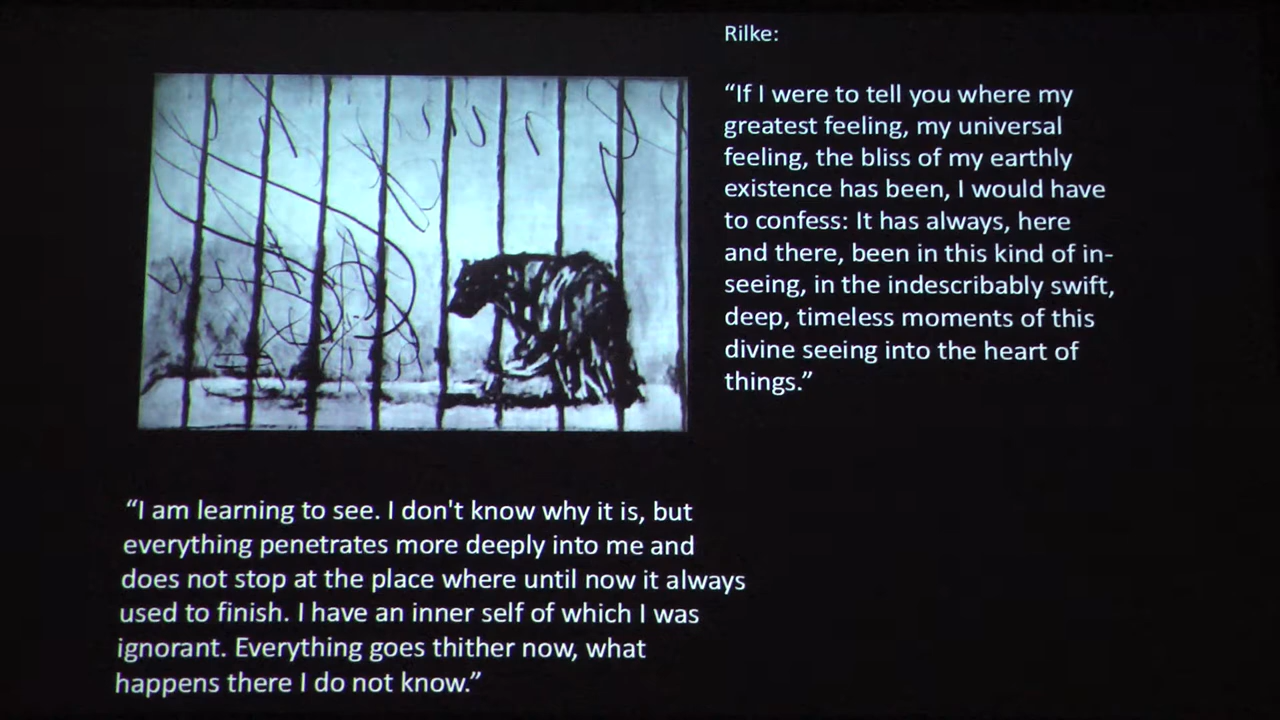 Rilke:
“If I were to tell you where my
greatest feeling, my universal
feeling, the bliss of my earthly
existence has been, I would have
to confess: It has always, here
and there, been in this kind of in-
seeing, in the indescribably swift,
deep, timeless moments of this
divine seeing into the heart of
things.”
“I am learning to see. I don't know why it is, but
everything penetrates more deeply into me and
does not stop at the place where until now it always
used to finish. I have an inner self of which I was
ignorant. Everything goes thither now, what
happens there I do not know.”